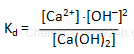 K_d = [Ca²⁺]·[OH⁻]² / [Ca(OH)₂]